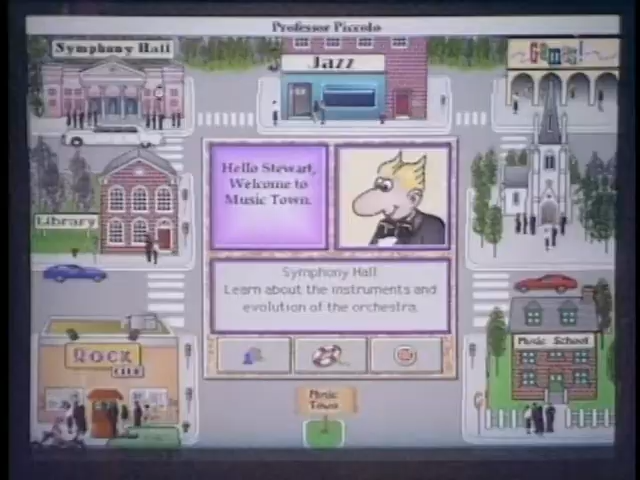 Professor Piccolo
Symphony Hall
Jazz
Games!
Hello Stewart,
Welcome to
Music Town.
Library
Symphony Hall
Learn about the instruments and
evolution of the orchestra.
ROCK
Music School
Music
Town